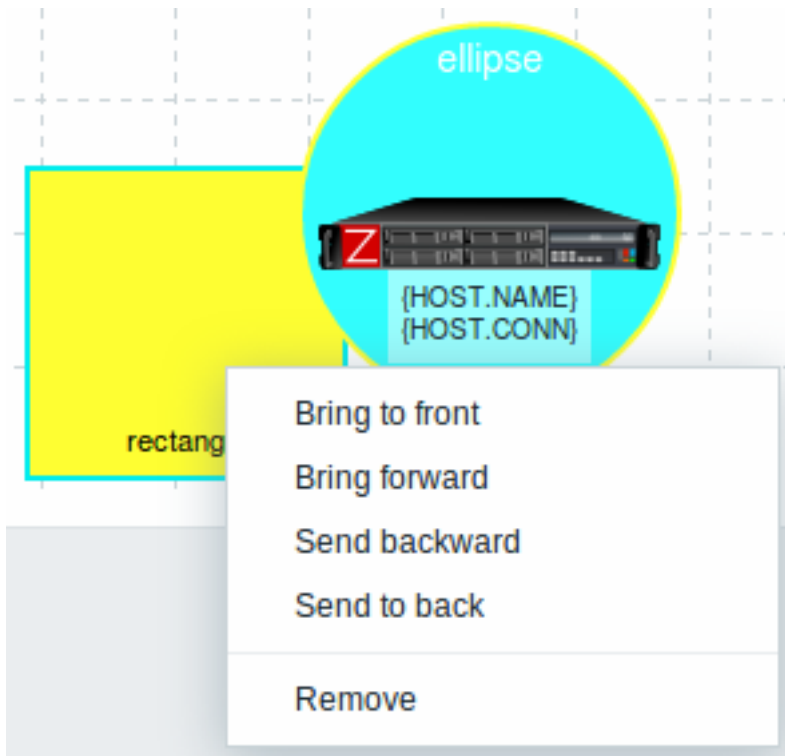 ellipse
Z
{HOST.NAME}
{HOST.CONN}
rectang
Bring to front
Bring forward
Send backward
Send to back
Remove